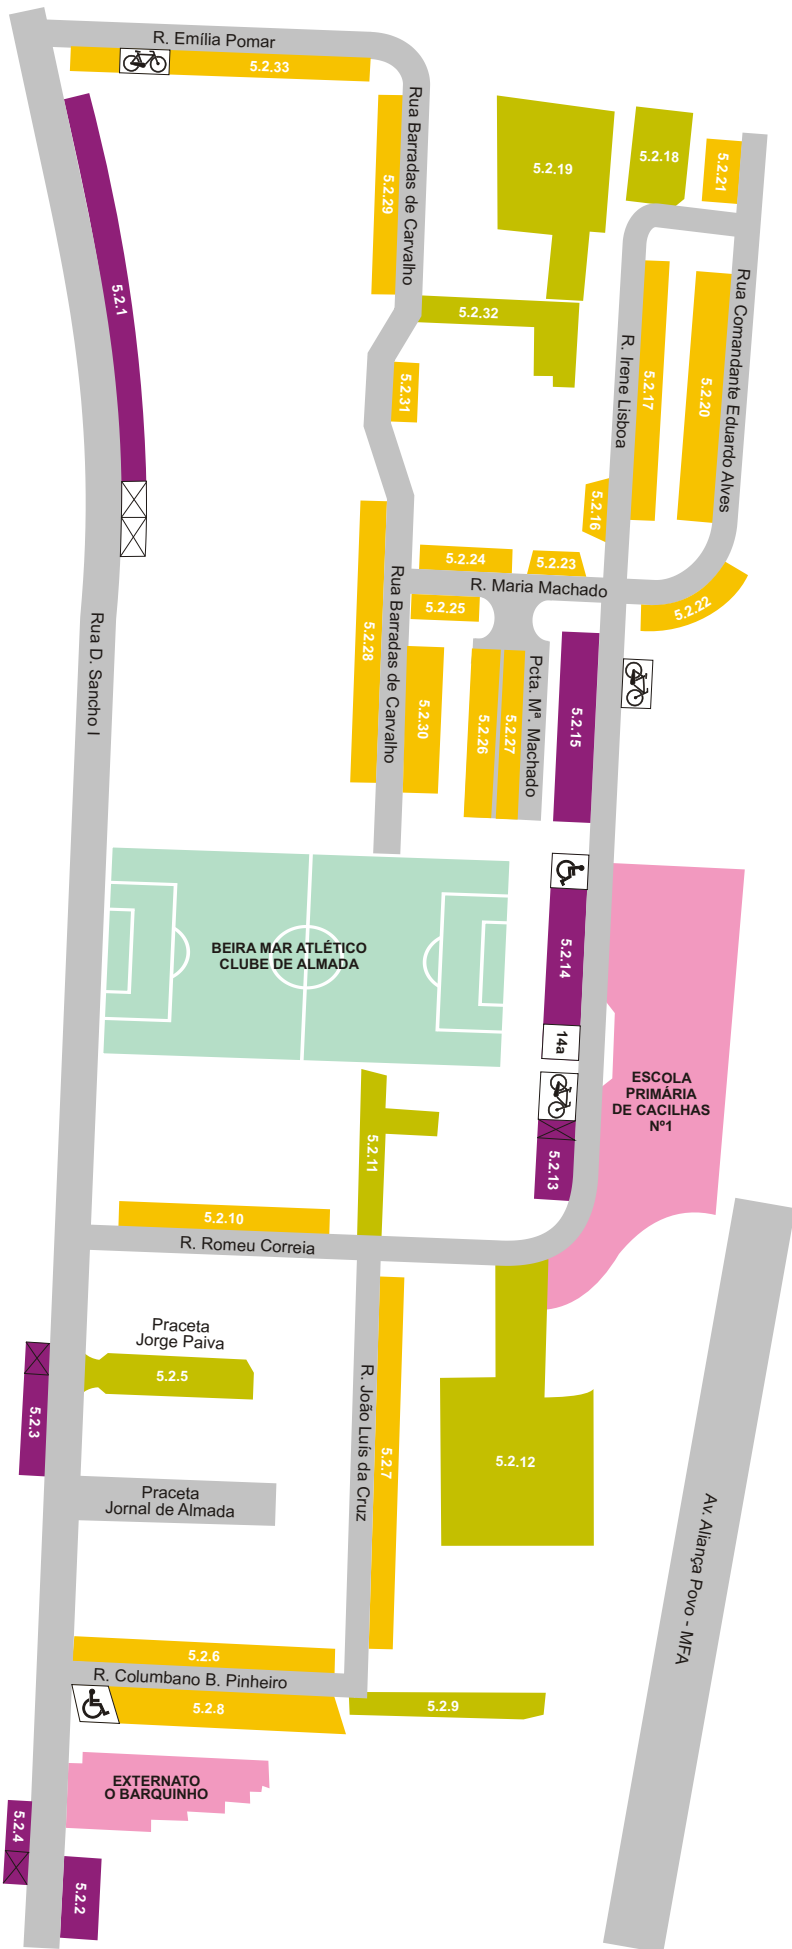 R. Emília Pomar
5.2.33
Rua Barradas de Carvalho
5.2.29
5.2.19
5.2.18
5.2.21
5.2.1
5.2.32
Rua Comandante Eduardo Alves
R. Irene Lisboa
5.2.17
5.2.20
5.2.31
5.2.16
5.2.24
5.2.23
R. Maria Machado
5.2.25
5.2.22
Rua D. Sancho I
5.2.28
Rua Barradas de Carvalho
5.2.30
5.2.26
5.2.27
Pcta. Mª. Machado
5.2.15
BEIRA MAR ATLÉTICO
CLUBE DE ALMADA
5.2.14
14a
ESCOLA
PRIMÁRIA
DE CACILHAS
Nº1
5.2.11
5.2.13
5.2.10
R. Romeu Correia
Praceta
Jorge Paiva
5.2.5
5.2.3
R. João Luís da Cruz
5.2.7
5.2.12
Praceta
Jornal de Almada
Av. Aliança Povo - MFA
5.2.6
R. Columbano B. Pinheiro
5.2.8
5.2.9
EXTERNATO
O BARQUINHO
5.2.4
5.2.2